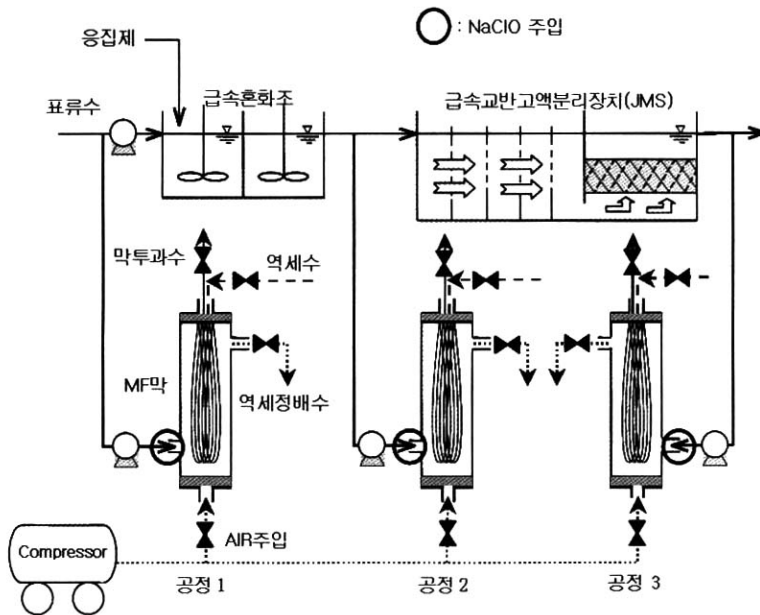 응집제
: NaClO 주입
표류수
급속혼화조
급속교반고액분리장치(JMS)
막투과수
역세수
MF막
역세정배수
Compressor
AIR주입
공정 1
공정 2
공정 3